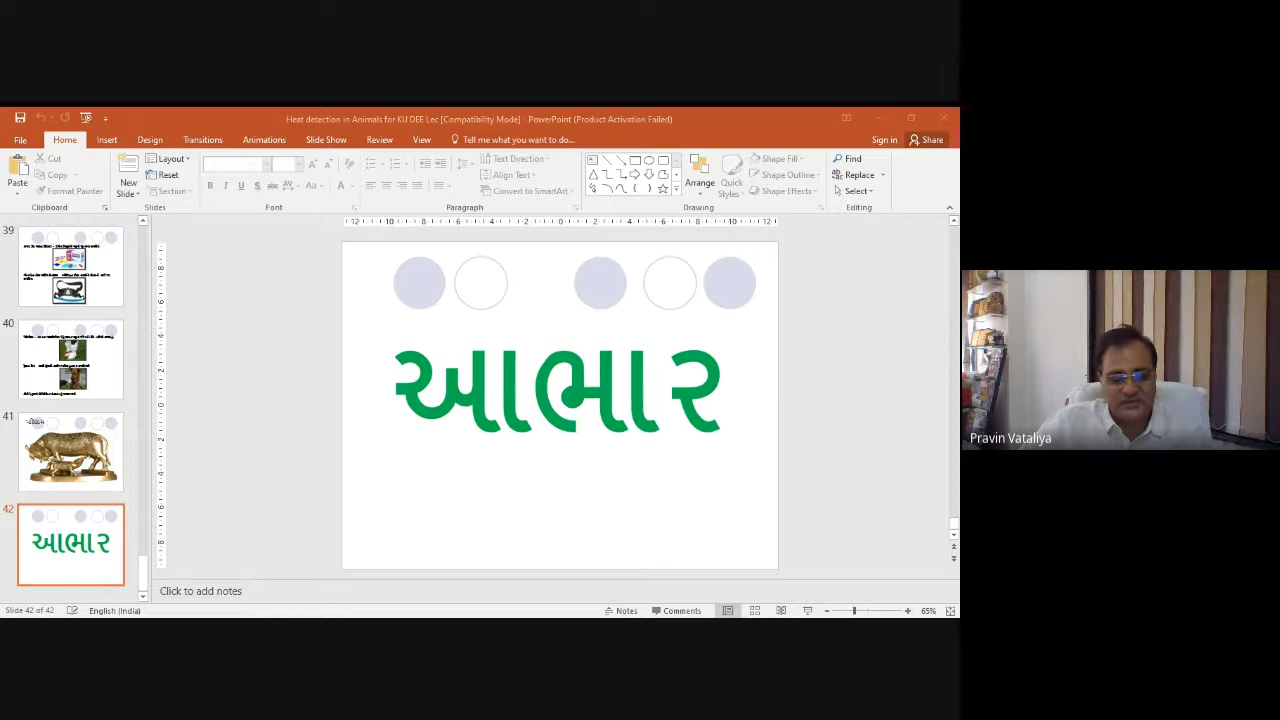 Heat detection in Animals for KU DEE Lec [Compatibility Mode] - PowerPoint (Product Activation Failed)
File Home Insert Design Transitions Animations Slide Show Review View Tell me what you want to do... Sign in Share
Paste
Cut
Copy
Format Painter
Clipboard
New Slide
Layout
Reset
Section
Slides
Font
Text Direction
Align Text
Convert to SmartArt
Paragraph
Arrange
Quick Styles
Shape Fill
Shape Outline
Shape Effects
Drawing
Find
Replace
Select
Editing
39
40
41
42
આભાર
આભાર
Click to add notes
Slide 42 of 42 English (India) Notes Comments 65%
Pravin Vataliya